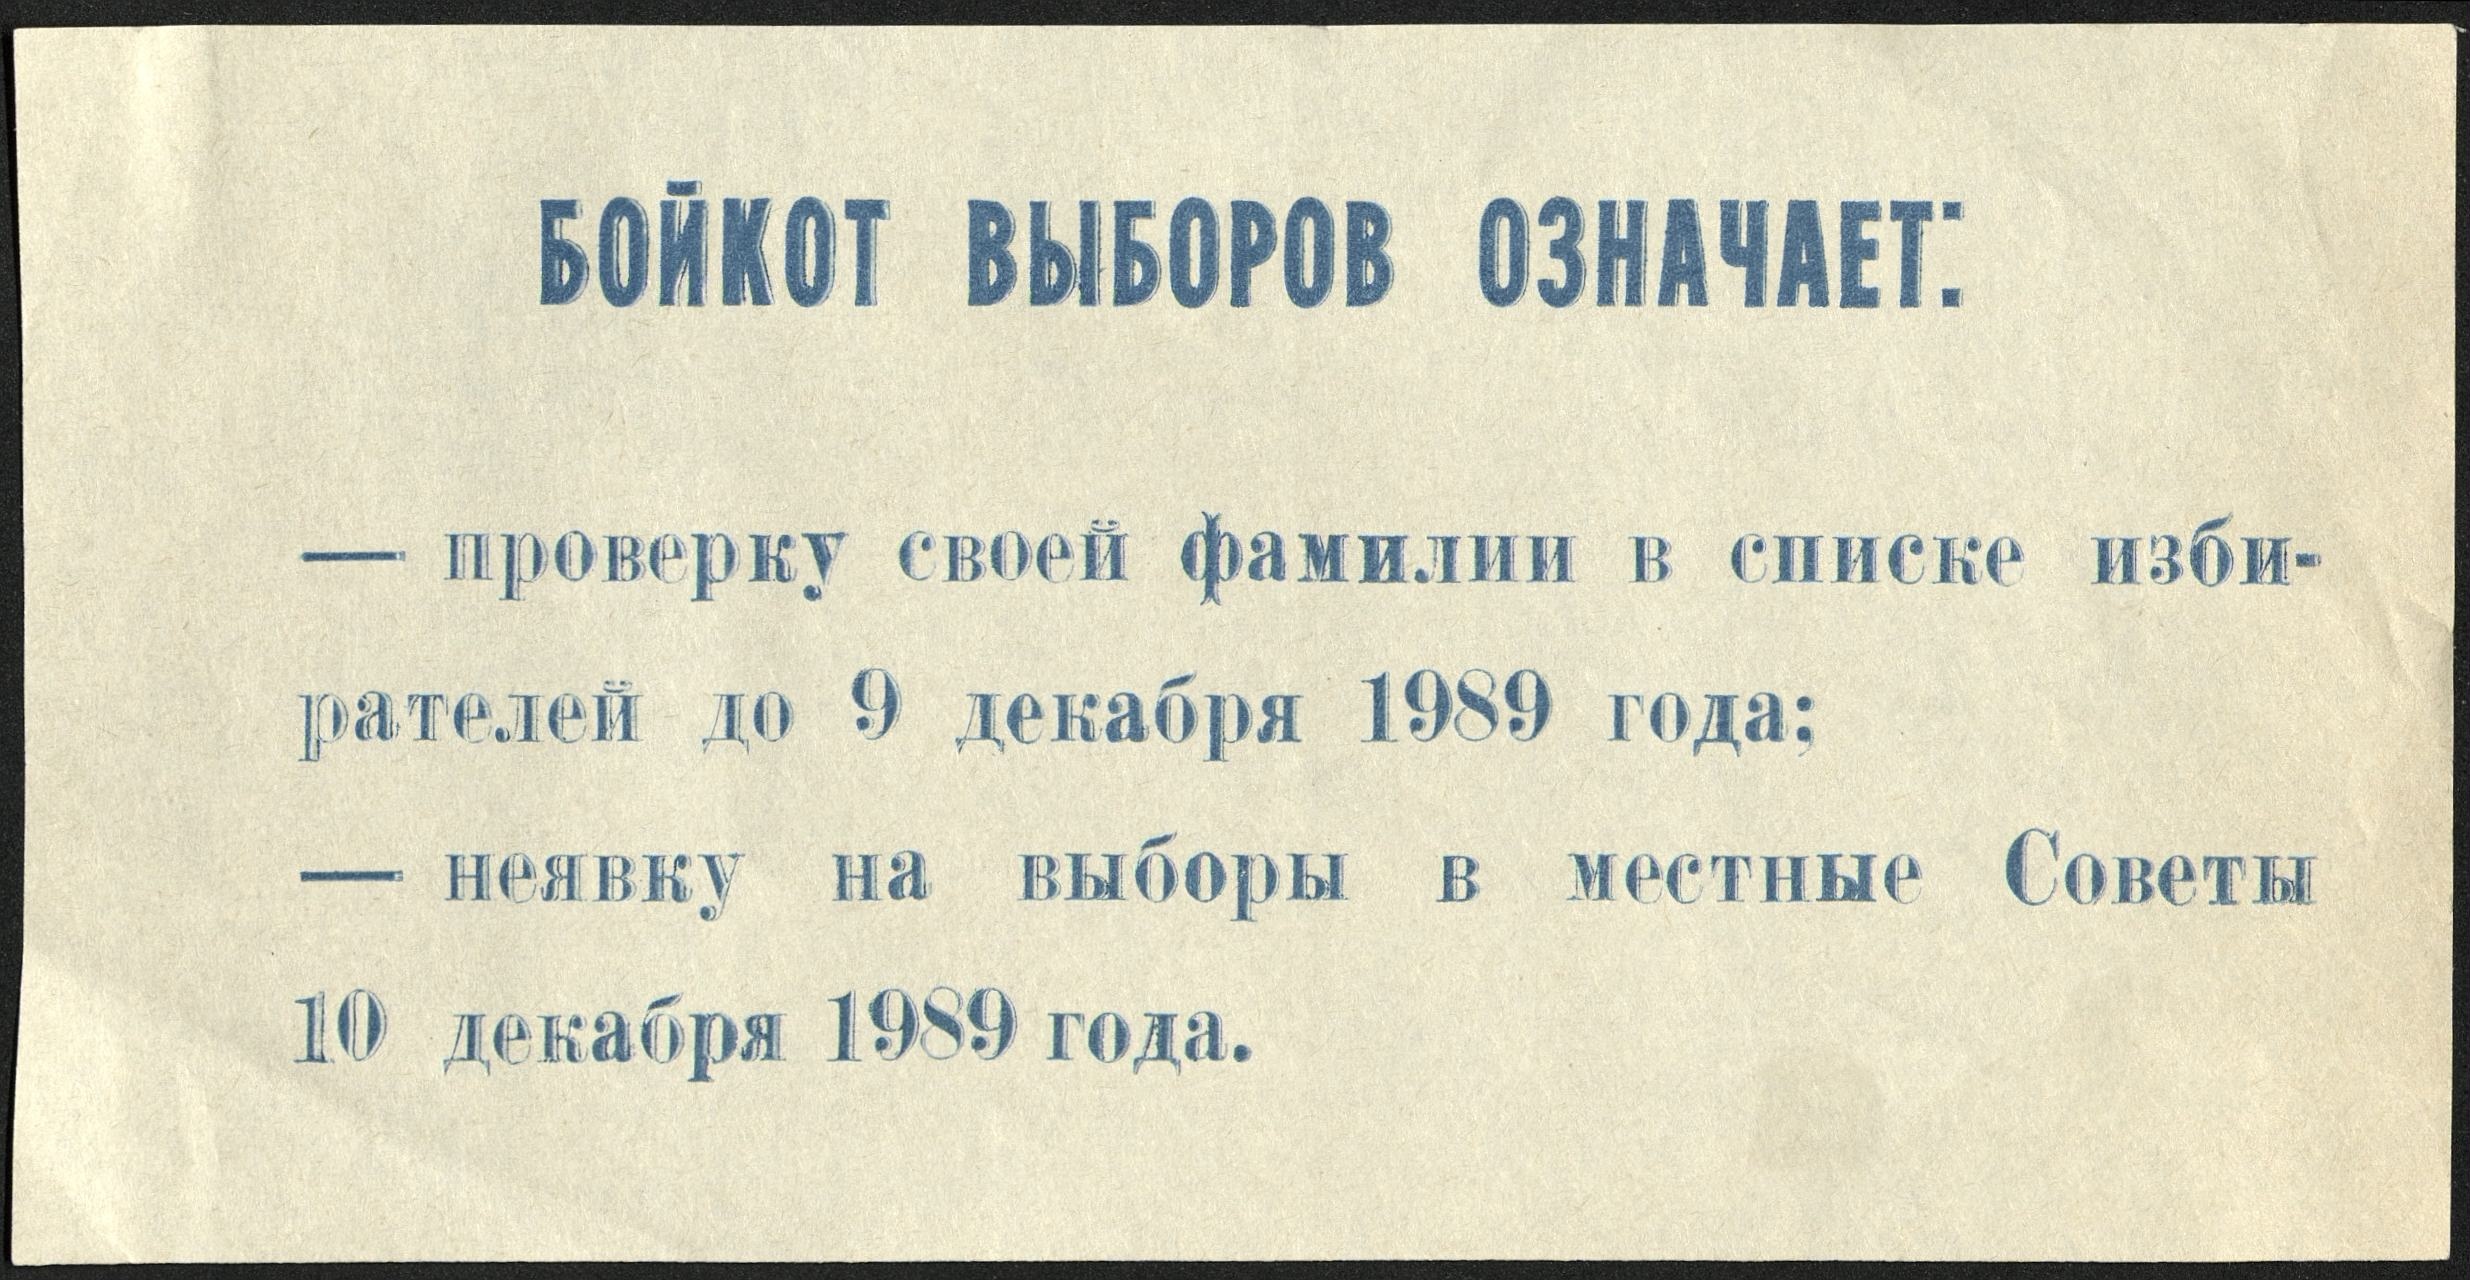 БОЙКОТ ВЫБОРОВ ОЗНАЧАЕТ:
— проверку своей фамилии в списке изби-
рателей до 9 декабря 1989 года;
— неявку на выборы в местные Советы
10 декабря 1989 года.